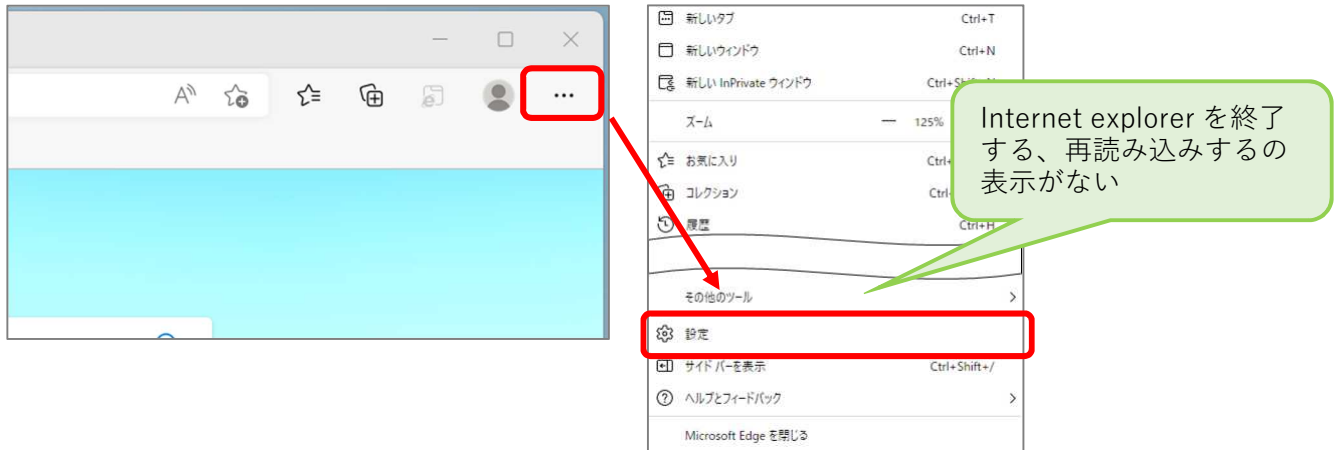 新しいタブ Ctrl+T
新しいウィンドウ Ctrl+N
新しい InPrivate ウィンドウ
ズーム — 125%
お気に入り
コレクション
履歴 Ctrl+H
その他のツール
設定
サイド バーを表示 Ctrl+Shift+/
ヘルプとフィードバック
Microsoft Edge を閉じる
Internet explorer を終了
する、再読み込みするの
表示がない